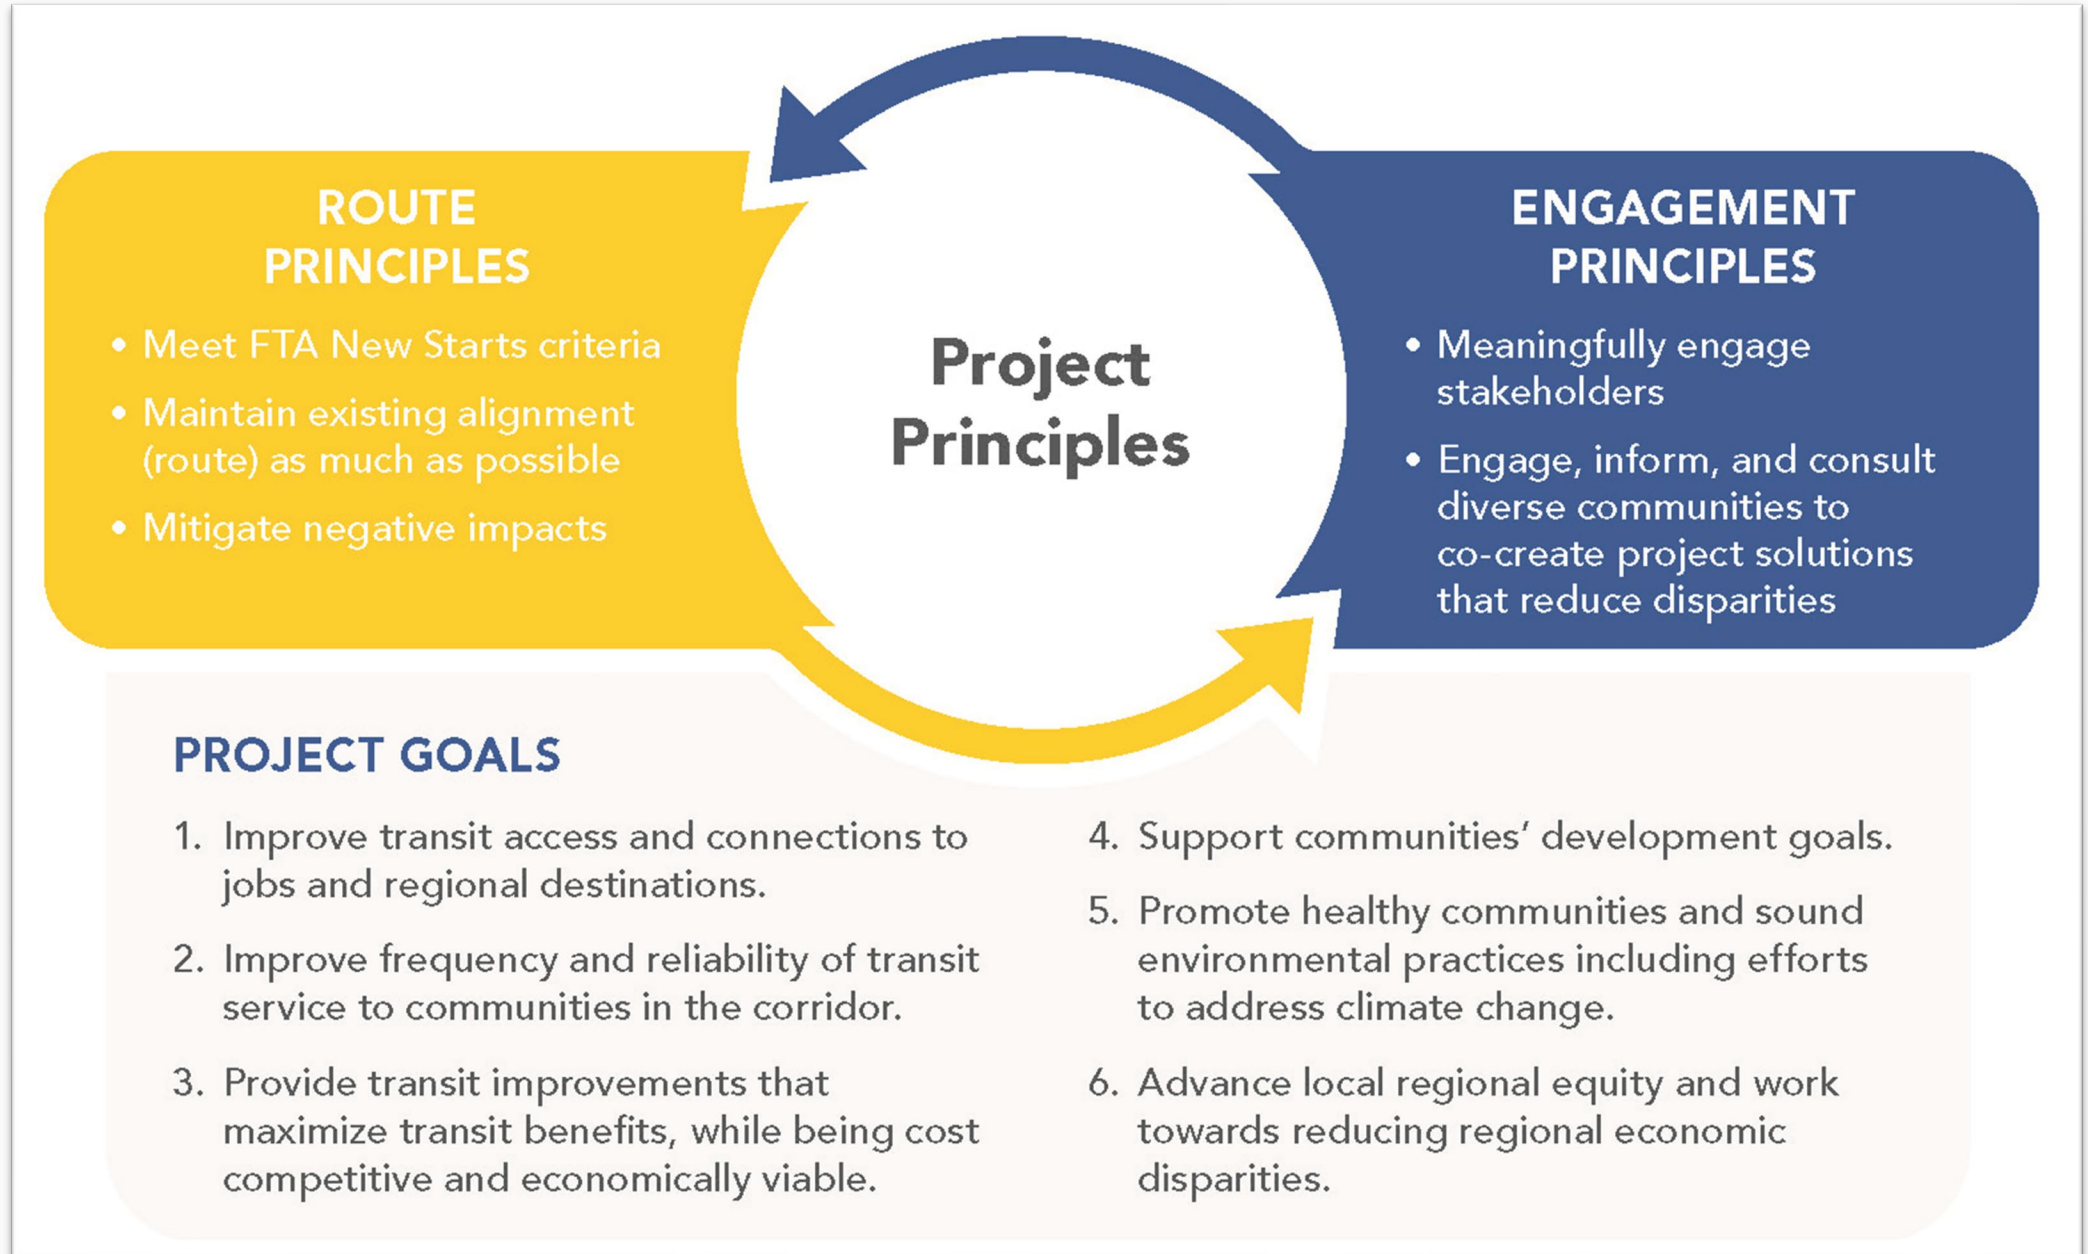 ROUTE
PRINCIPLES
• Meet FTA New Starts criteria
• Maintain existing alignment
(route) as much as possible
• Mitigate negative impacts
Project
Principles
ENGAGEMENT
PRINCIPLES
• Meaningfully engage
stakeholders
• Engage, inform, and consult
diverse communities to
co-create project solutions
that reduce disparities
PROJECT GOALS
1. Improve transit access and connections to
jobs and regional destinations.
2. Improve frequency and reliability of transit
service to communities in the corridor.
3. Provide transit improvements that
maximize transit benefits, while being cost
competitive and economically viable.
4. Support communities’ development goals.
5. Promote healthy communities and sound
environmental practices including efforts
to address climate change.
6. Advance local regional equity and work
towards reducing regional economic
disparities.